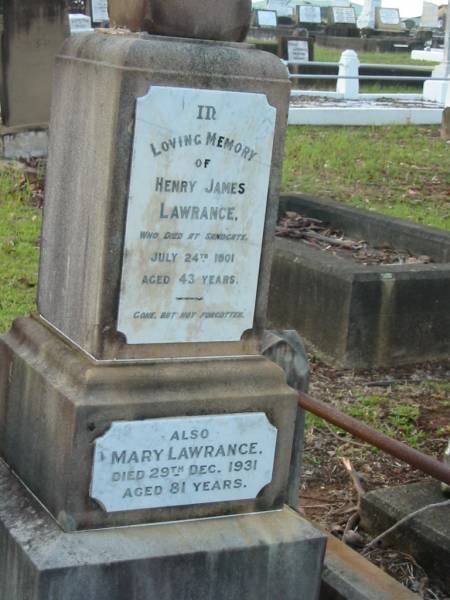 IN
LOVING MEMORY
OF
HENRY JAMES
LAWRANCE,
WHO DIED AT SANDGATE,
JULY 24TH 1901
AGED 43 YEARS.
GONE, BUT NOT FORGOTTEN.
ALSO
MARY LAWRANCE.
DIED 29TH DEC. 1931
AGED 81 YEARS.